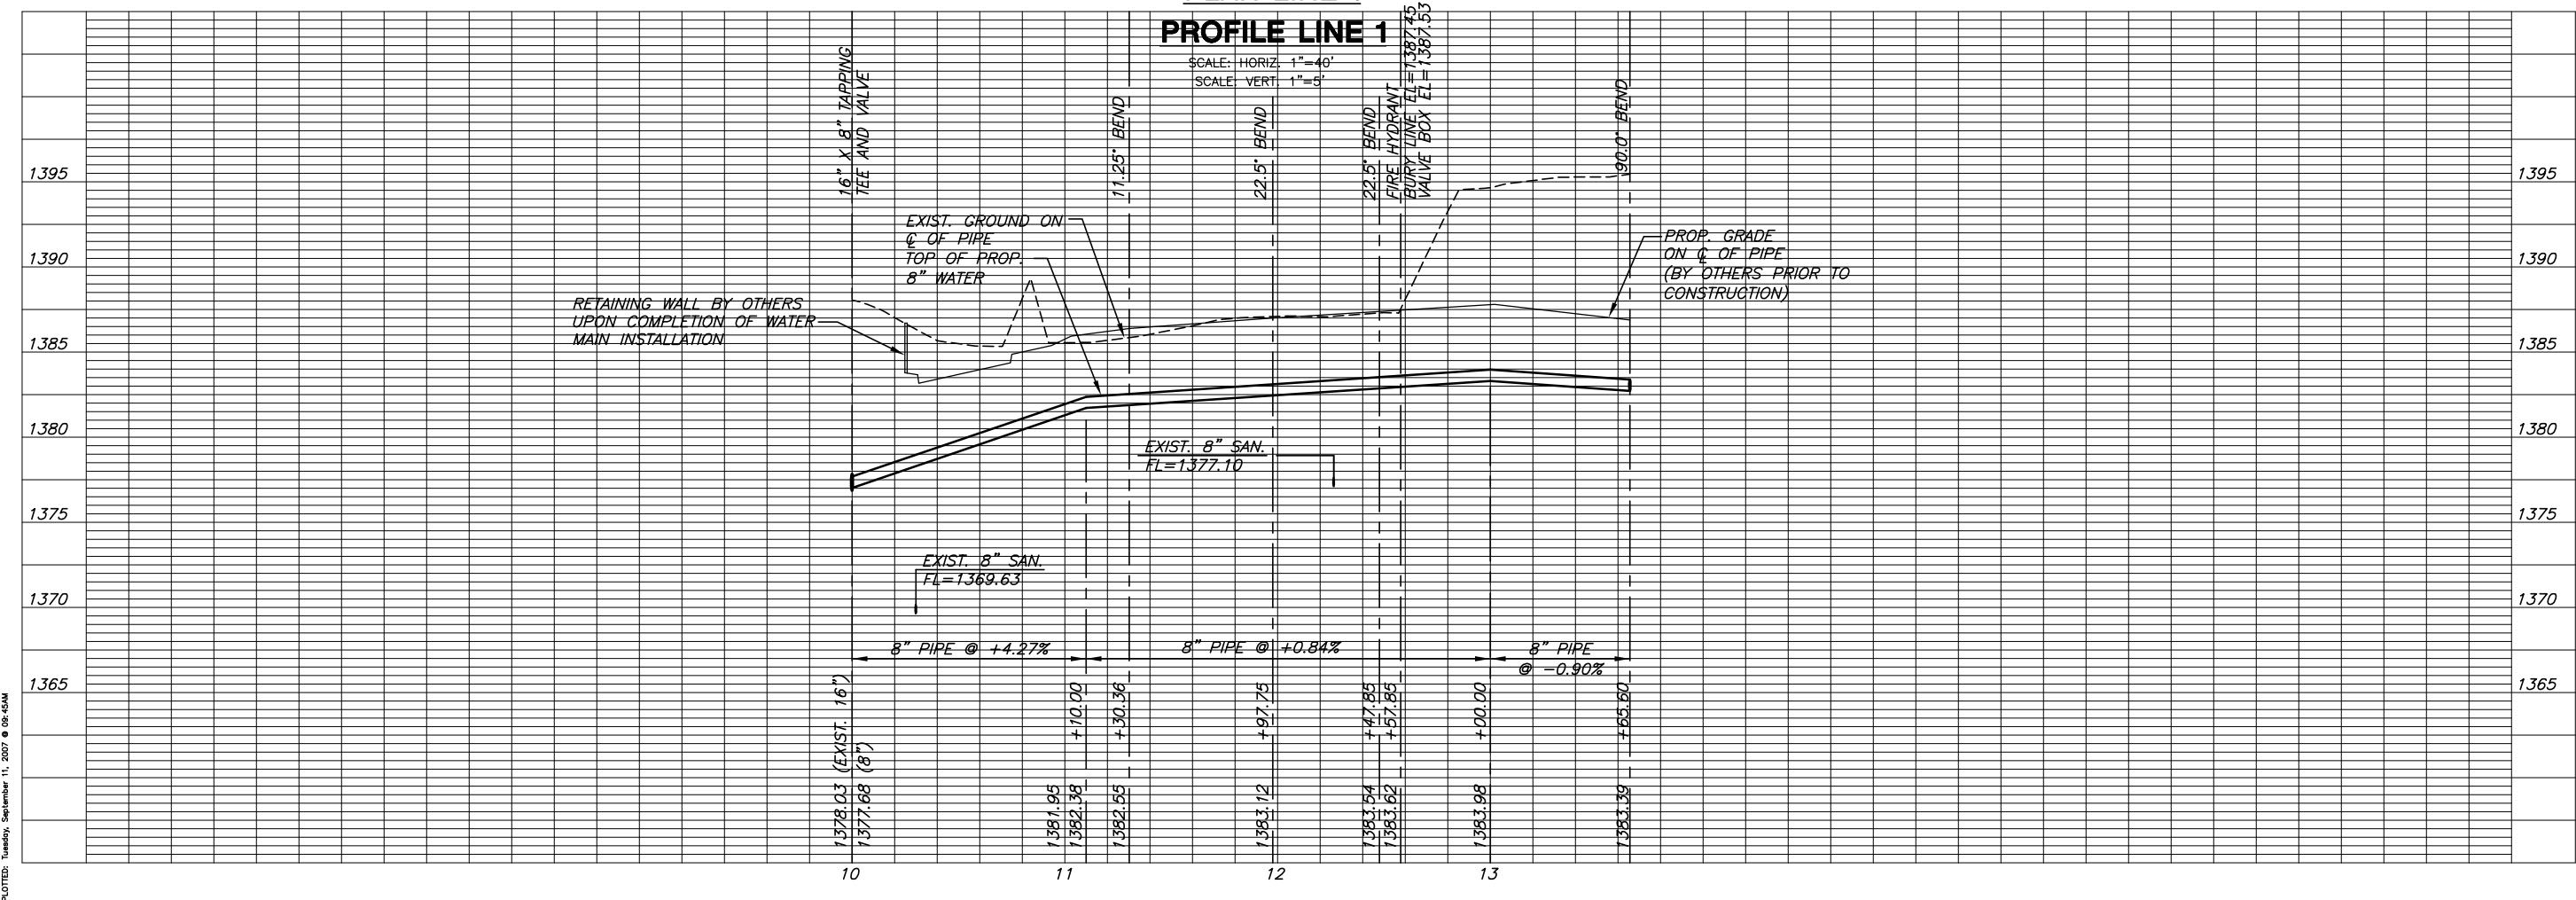 PROFILE LINE 1
SCALE: HORIZ. 1"=40'
SCALE: VERT. 1"=5'
16" X 8" TAPPING
TEE AND VALVE
11.25° BEND
22.5° BEND
22.5° BEND
FIRE HYDRANT
BURY LINE EL=1387.45
VALVE BOX EL=1387.53
90.0° BEND
EXIST. GROUND ON
℄ OF PIPE
TOP OF PROP.
8" WATER
RETAINING WALL BY OTHERS
UPON COMPLETION OF WATER
MAIN INSTALLATION
PROP. GRADE
ON ℄ OF PIPE
(BY OTHERS PRIOR TO
CONSTRUCTION)
1395
1390
1385
1380
1375
1370
1365
1395
1390
1385
1380
1375
1370
1365
EXIST. 8" SAN.
FL=1377.10
EXIST. 8" SAN.
FL=1369.63
8" PIPE @ +4.27%
8" PIPE @ +0.84%
8" PIPE
@ -0.90%
+10.00
+30.36
+97.75
+47.85
+57.85
+00.00
+65.60
1378.03 (EXIST. 16")
1377.68 (8")
1381.95
1382.38
1382.55
1383.12
1383.54
1383.62
1383.98
1383.39
10
11
12
13
PLOTTED: Tuesday, September 11, 2007 @ 09:45AM